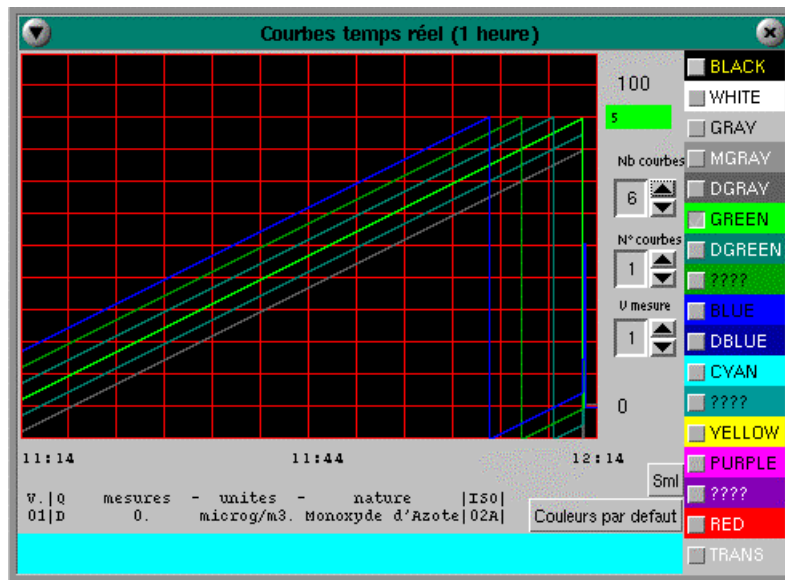 Courbes temps réel (1 heure)
100
5
Nb courbes
6
N° courbes
1
V mesure
1
0
BLACK
WHITE
GRAY
MGRAY
DGRAY
GREEN
DGREEN
????
BLUE
DBLUE
CYAN
????
YELLOW
PURPLE
????
RED
TRANS
11:14 11:44 12:14
Sml
V.|Q mesures - unites - nature |ISO|
01|D 0. microg/m3. Monoxyde d'Azote|02A|
Couleurs par defaut